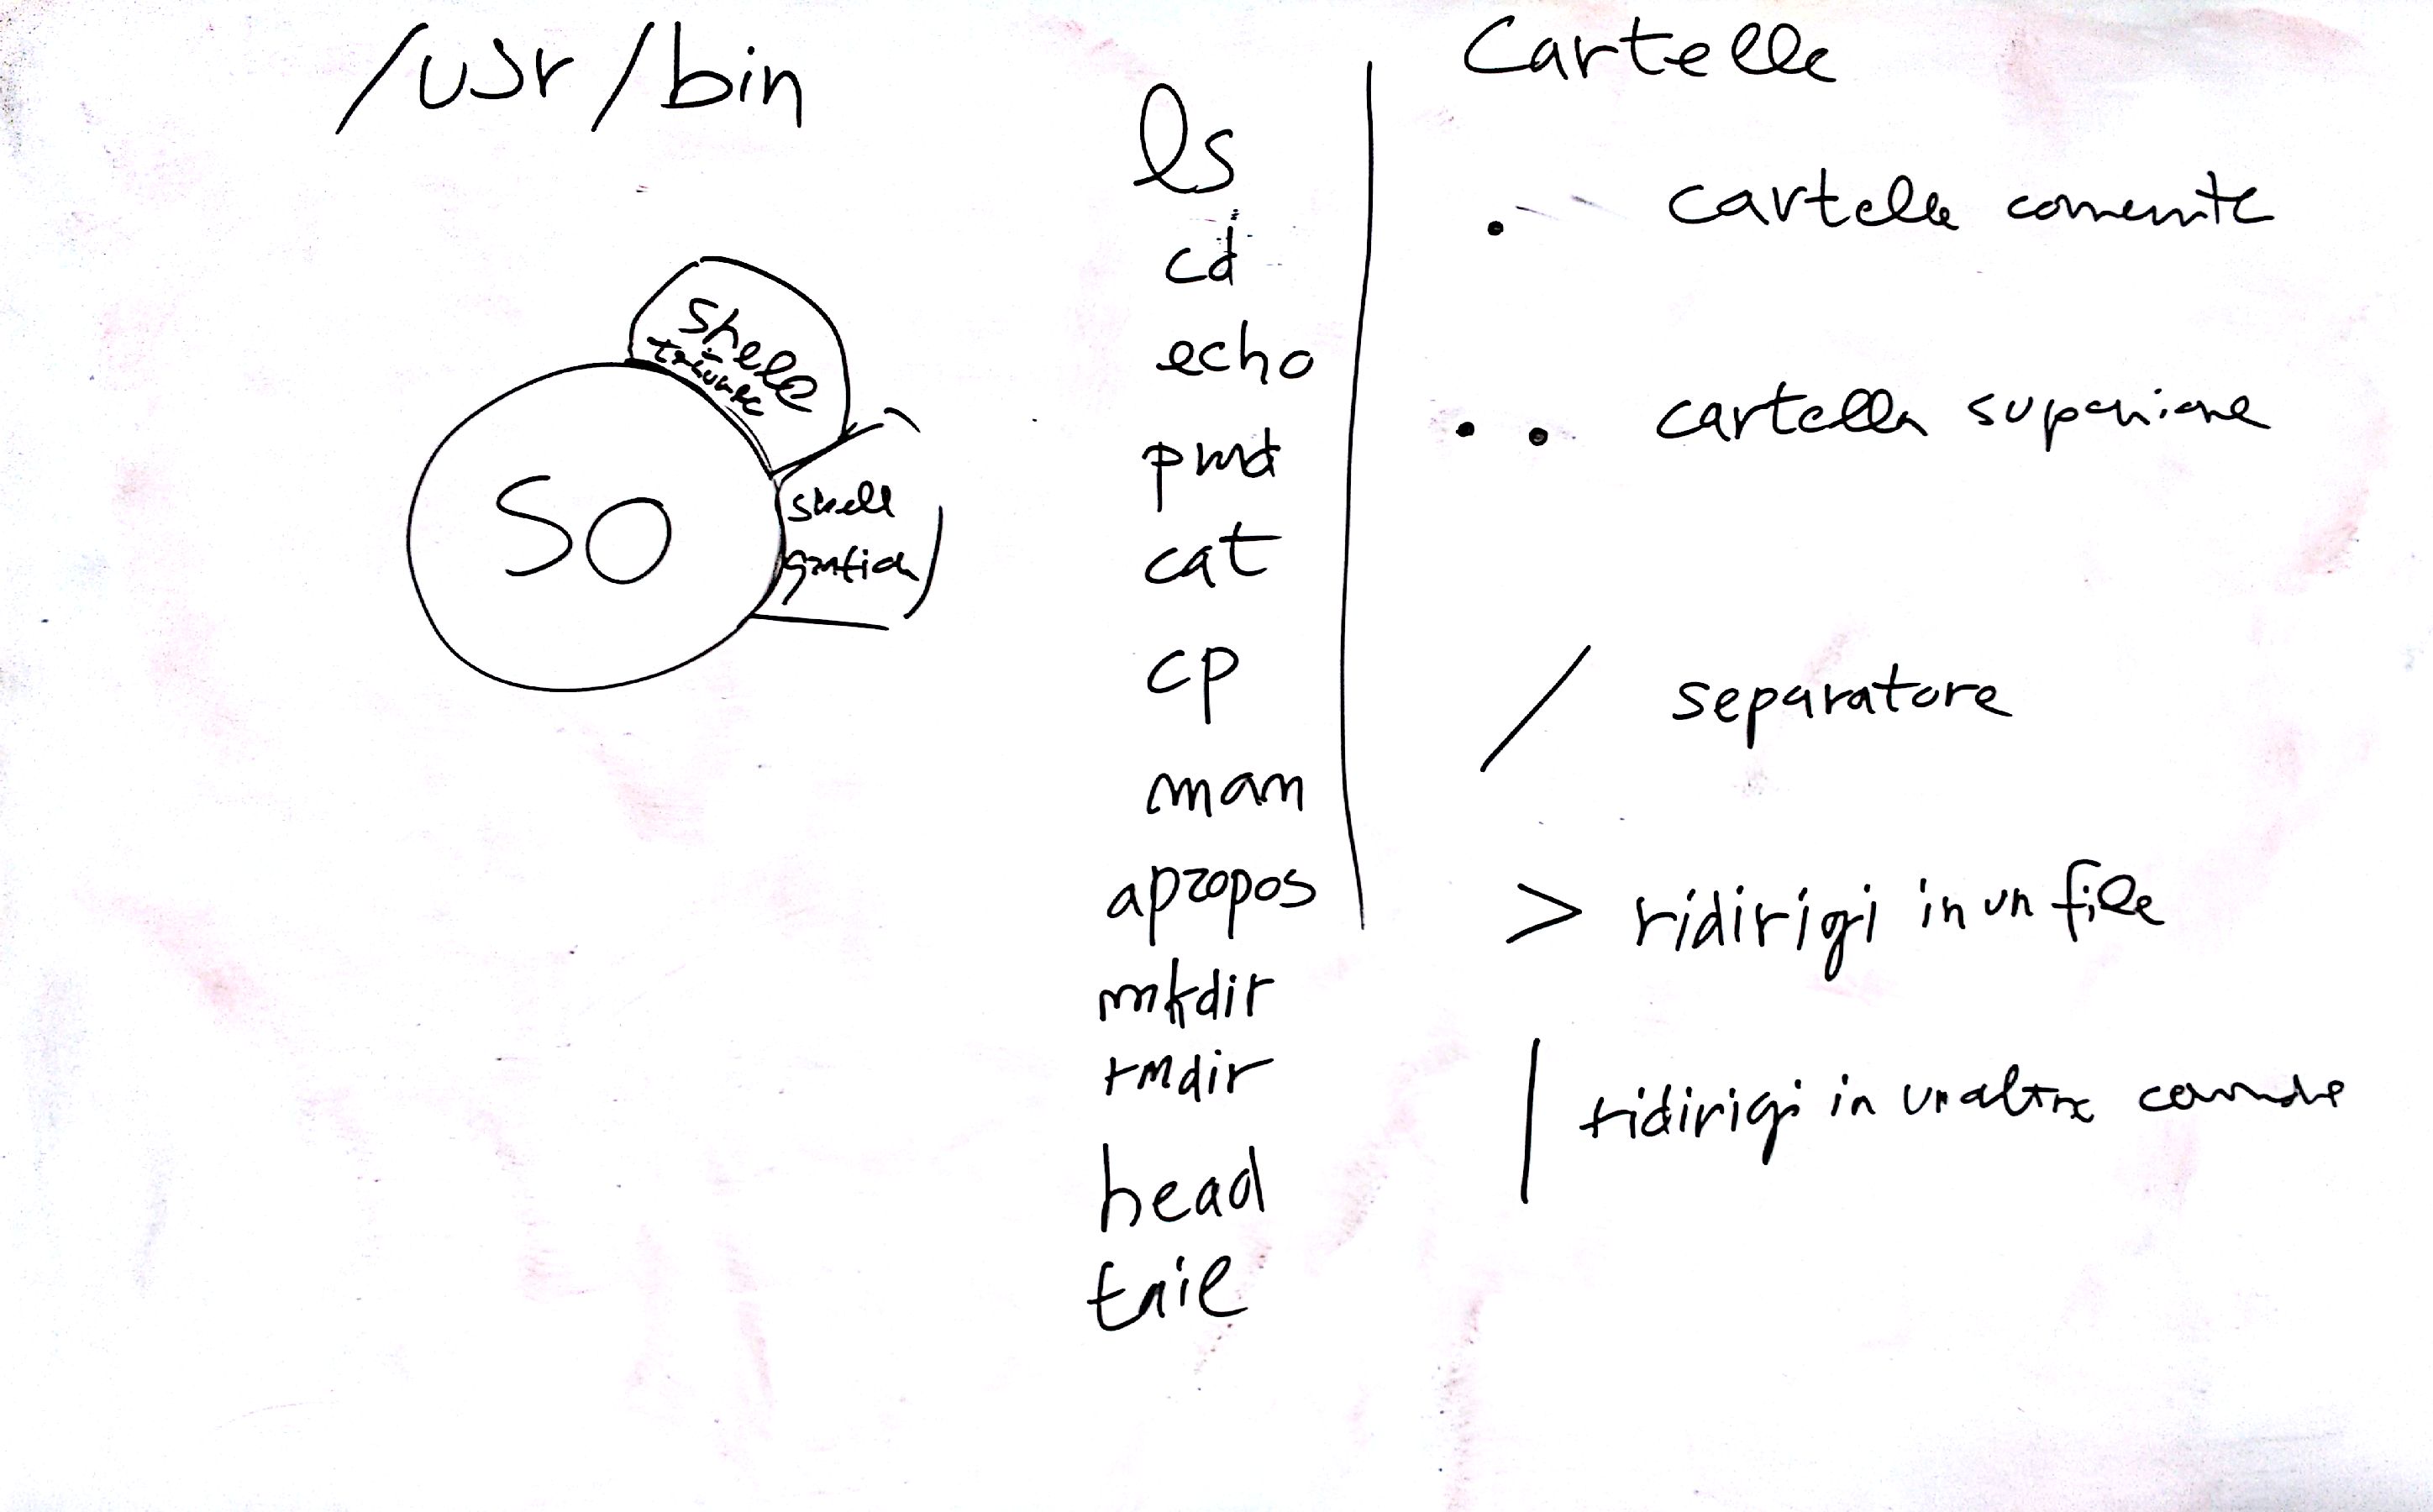 /usr/bin
shell
testuale
SO
shell
grafica
ls
cd
echo
pwd
cat
cp
man
apropos
mkdir
rmdir
head
tail
Cartelle
. cartella corrente
.. cartella superiore
/ separatore
> ridirigi in un file
| ridirigi in un altro comando